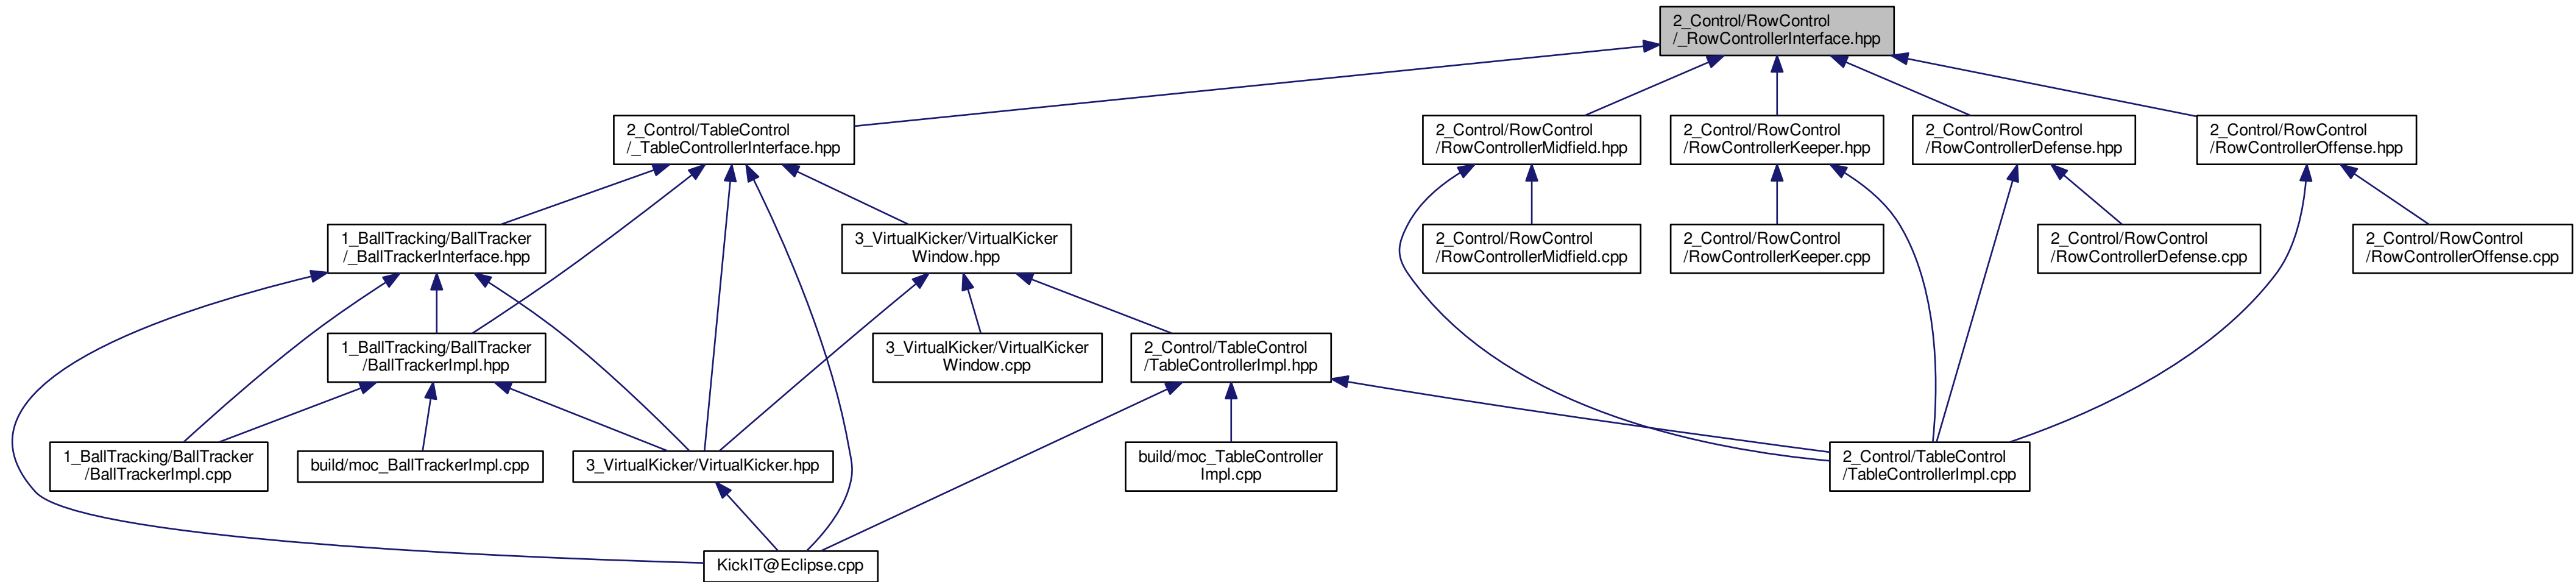 2_Control/RowControl
/_RowControllerInterface.hpp
2_Control/TableControl
/_TableControllerInterface.hpp
2_Control/RowControl
/RowControllerMidfield.hpp
2_Control/RowControl
/RowControllerKeeper.hpp
2_Control/RowControl
/RowControllerDefense.hpp
2_Control/RowControl
/RowControllerOffense.hpp
1_BallTracking/BallTracker
/_BallTrackerInterface.hpp
3_VirtualKicker/VirtualKicker
Window.hpp
2_Control/RowControl
/RowControllerMidfield.cpp
2_Control/RowControl
/RowControllerKeeper.cpp
2_Control/RowControl
/RowControllerDefense.cpp
2_Control/RowControl
/RowControllerOffense.cpp
1_BallTracking/BallTracker
/BallTrackerImpl.hpp
3_VirtualKicker/VirtualKicker
Window.cpp
2_Control/TableControl
/TableControllerImpl.hpp
1_BallTracking/BallTracker
/BallTrackerImpl.cpp
build/moc_BallTrackerImpl.cpp
3_VirtualKicker/VirtualKicker.hpp
build/moc_TableController
Impl.cpp
2_Control/TableControl
/TableControllerImpl.cpp
KickIT@Eclipse.cpp